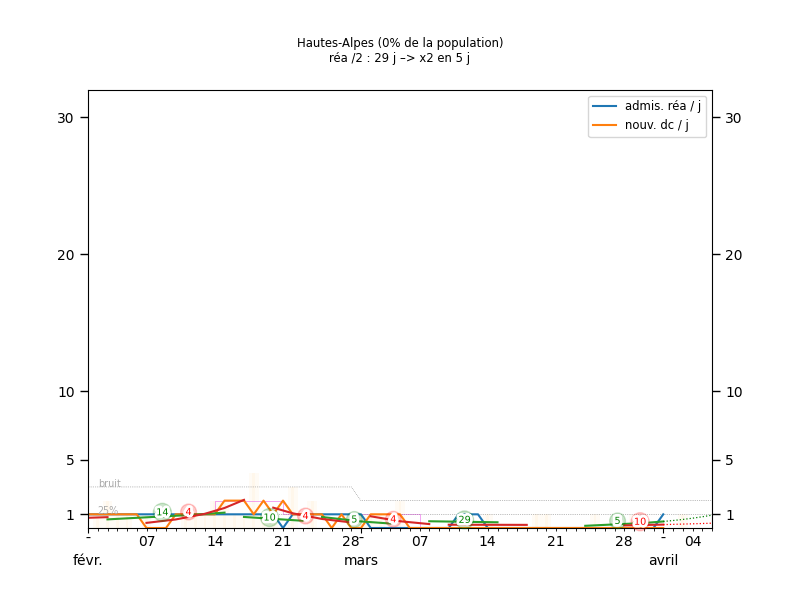 Hautes-Alpes (0% de la population)
réa /2 : 29 j –> x2 en 5 j
admis. réa / j
nouv. dc / j
30 30
20 20
10 10
5 5
1 1
bruit
25%
14 4 10 4 5 4 29 5 10
- 07 14 21 28 - 07 14 21 28 - 04
févr. mars avril